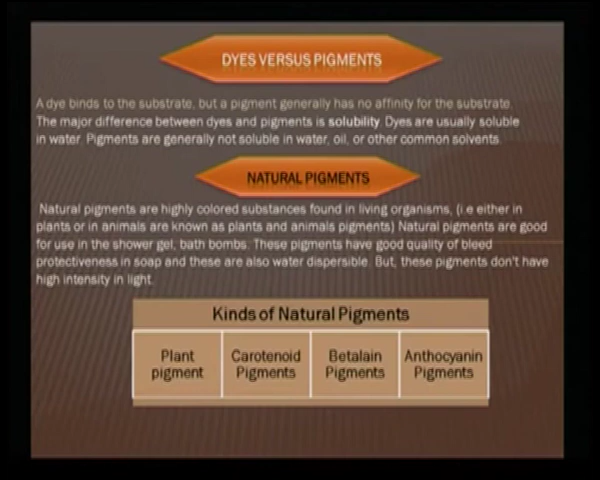 DYES VERSUS PIGMENTS
A dye binds to the substrate, but a pigment generally has no affinity for the substrate.
The major difference between dyes and pigments is solubility. Dyes are usually soluble
in water. Pigments are generally not soluble in water, oil, or other common solvents.
NATURAL PIGMENTS
Natural pigments are highly colored substances found in living organisms, (i.e either in
plants or in animals are known as plants and animals pigments) Natural pigments are good
for use in the shower gel, bath bombs. These pigments have good quality of bleed
protectiveness in soap and these are also water dispersible. But, these pigments don't have
high intensity in light.
Kinds of Natural Pigments
Plant pigment
Carotenoid Pigments
Betalain Pigments
Anthocyanin Pigments